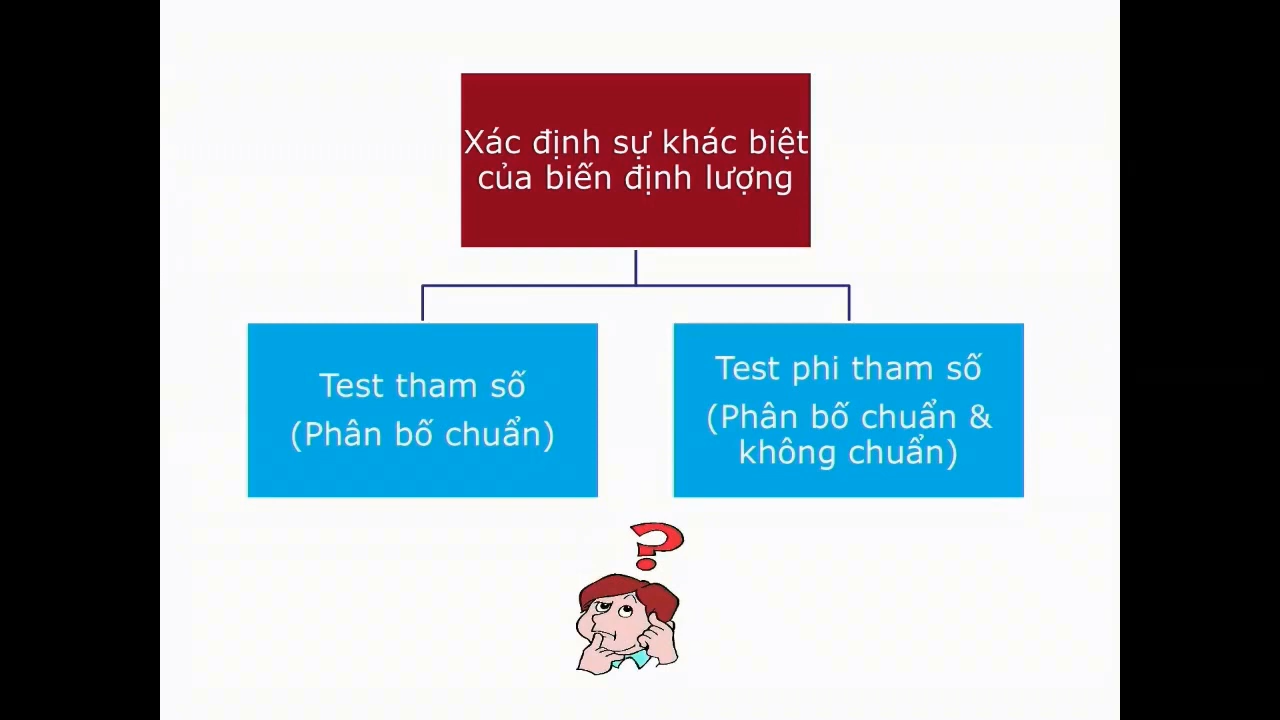 Xác định sự khác biệt
của biến định lượng
Test tham số
(Phân bố chuẩn)
Test phi tham số
(Phân bố chuẩn &
không chuẩn)
?